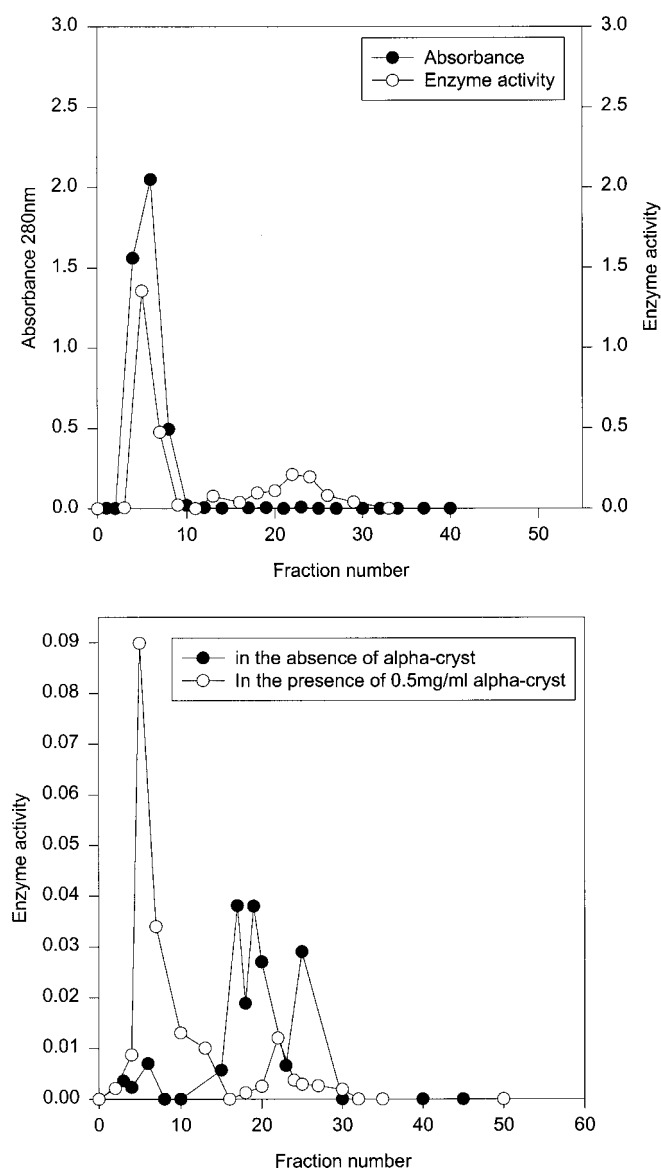 3.0
2.5
2.0
1.5
1.0
0.5
0.0
Absorbance 280nm
Absorbance
Enzyme activity
3.0
2.5
2.0
1.5
1.0
0.5
0.0
Enzyme activity
0 10 20 30 40 50
Fraction number
0.09
0.08
0.07
0.06
0.05
0.04
0.03
0.02
0.01
0.00
Enzyme activity
in the absence of alpha-cryst
In the presence of 0.5mg/ml alpha-cryst
0 10 20 30 40 50 60
Fraction number